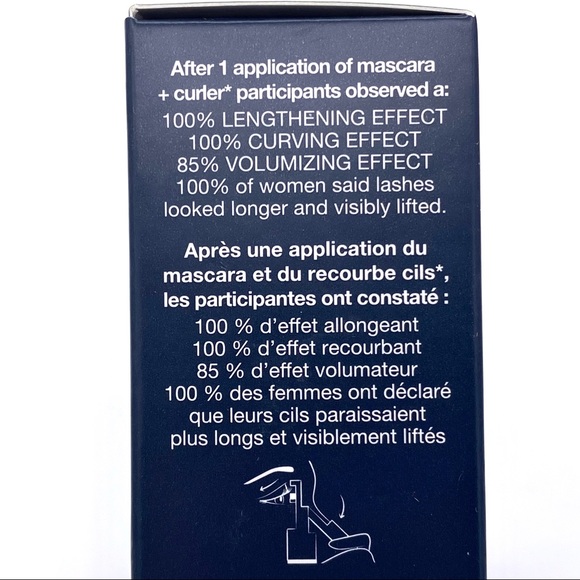 After 1 application of mascara
+ curler* participants observed a:
100% LENGTHENING EFFECT
100% CURVING EFFECT
85% VOLUMIZING EFFECT
100% of women said lashes
looked longer and visibly lifted.
Après une application du
mascara et du recourbe cils*,
les participantes ont constaté :
100 % d’effet allongeant
100 % d’effet recourbant
85 % d’effet volumateur
100 % des femmes ont déclaré
que leurs cils paraissaient
plus longs et visiblement liftés